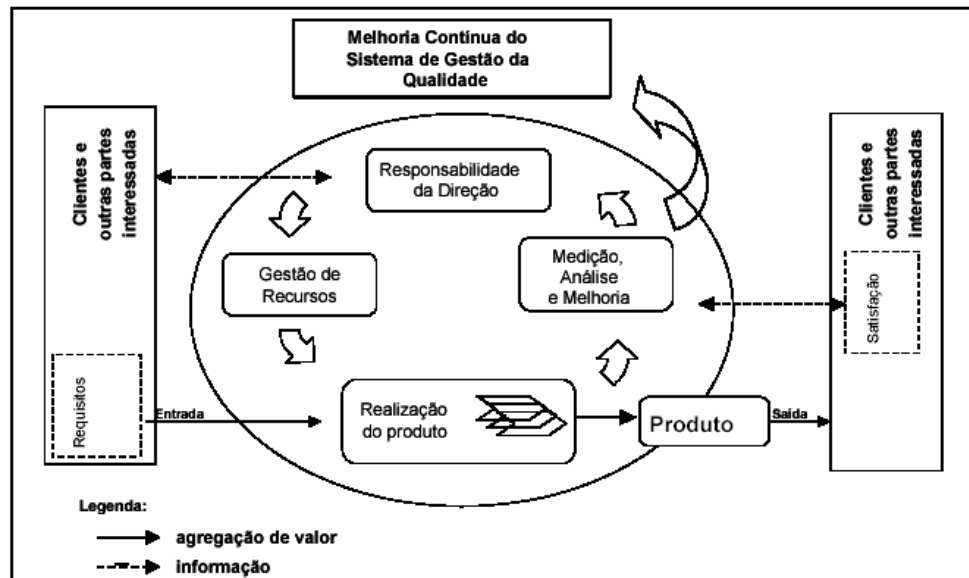 Melhoria Contínua do
Sistema de Gestão da
Qualidade
Clientes e
outras partes
interessadas
Responsabilidade
da Direção
Gestão de
Recursos
Medição,
Análise
e Melhoria
Clientes e
outras partes
interessadas
Satisfação
Requisitos
Entrada
Realização
do produto
Produto
Saída
Legenda:
agregação de valor
informação